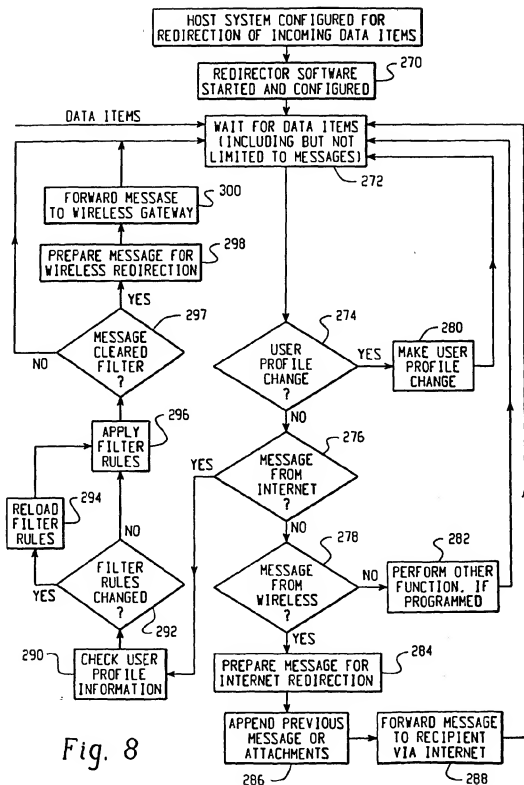 HOST SYSTEM CONFIGURED FOR
REDIRECTION OF INCOMING DATA ITEMS
270
REDIRECTOR SOFTWARE
STARTED AND CONFIGURED
DATA ITEMS
WAIT FOR DATA ITEMS
(INCLUDING BUT NOT
LIMITED TO MESSAGES)
272
300
FORWARD MESSAGE
TO WIRELESS GATEWAY
298
PREPARE MESSAGE FOR
WIRELESS REDIRECTION
YES
297
MESSAGE
CLEARED
FILTER
?
NO
274
USER
PROFILE
CHANGE
?
YES
280
MAKE USER
PROFILE
CHANGE
NO
296
APPLY
FILTER
RULES
276
MESSAGE
FROM
INTERNET
?
YES
NO
294
RELOAD
FILTER
RULES
NO
278
MESSAGE
FROM
WIRELESS
?
NO
282
PERFORM OTHER
FUNCTION, IF
PROGRAMMED
YES
FILTER
RULES
CHANGED
?
YES
292
290
CHECK USER
PROFILE
INFORMATION
284
PREPARE MESSAGE FOR
INTERNET REDIRECTION
APPEND PREVIOUS
MESSAGE OR
ATTACHMENTS
286
FORWARD MESSAGE
TO RECIPIENT
VIA INTERNET
288
Fig. 8